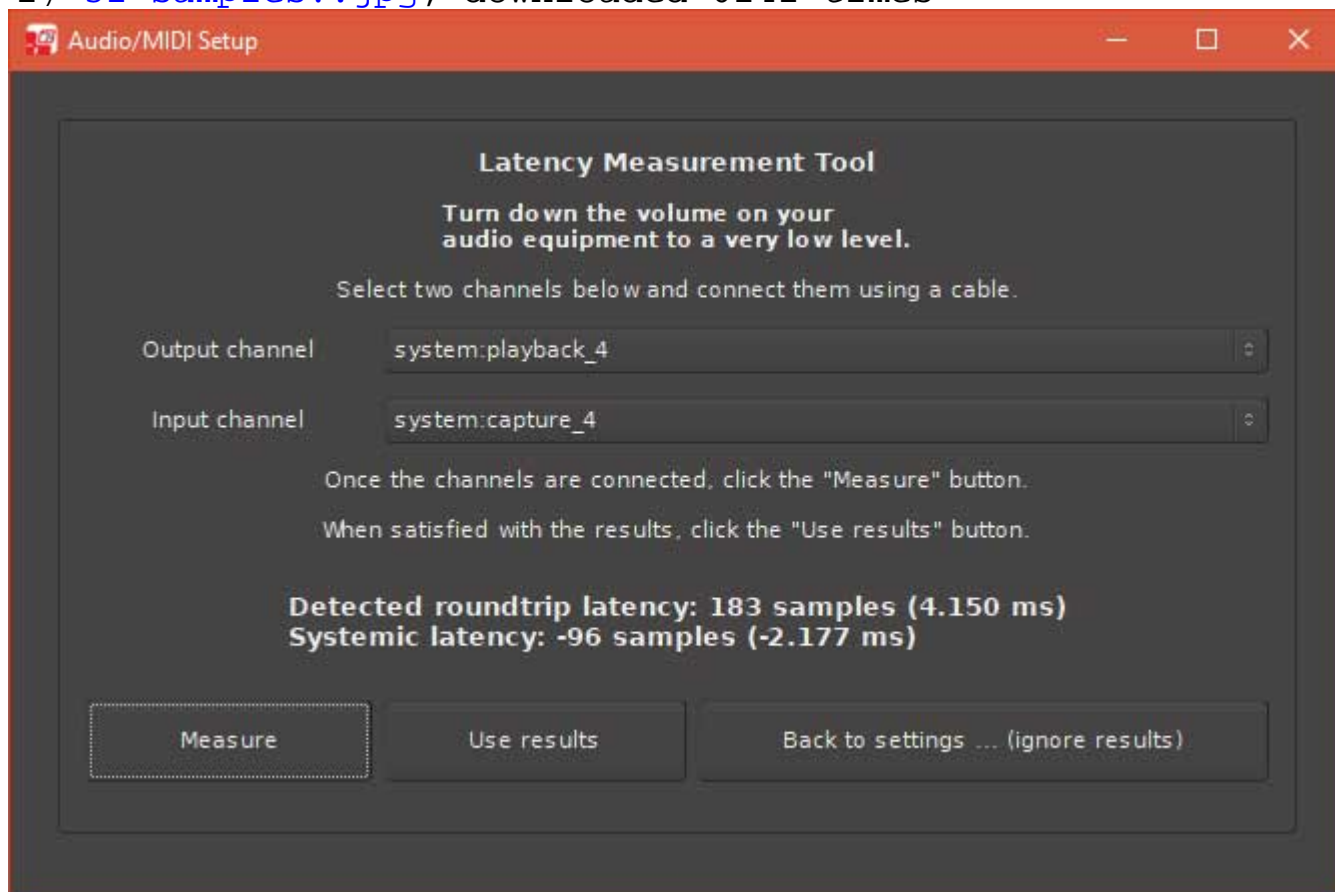 Audio/MIDI Setup
Latency Measurement Tool
Turn down the volume on your
audio equipment to a very low level.
Select two channels below and connect them using a cable.
Output channel system:playback_4
Input channel system:capture_4
Once the channels are connected, click the "Measure" button.
When satisfied with the results, click the "Use results" button.
Detected roundtrip latency: 183 samples (4.150 ms)
Systemic latency: -96 samples (-2.177 ms)
Measure Use results Back to settings ... (ignore results)